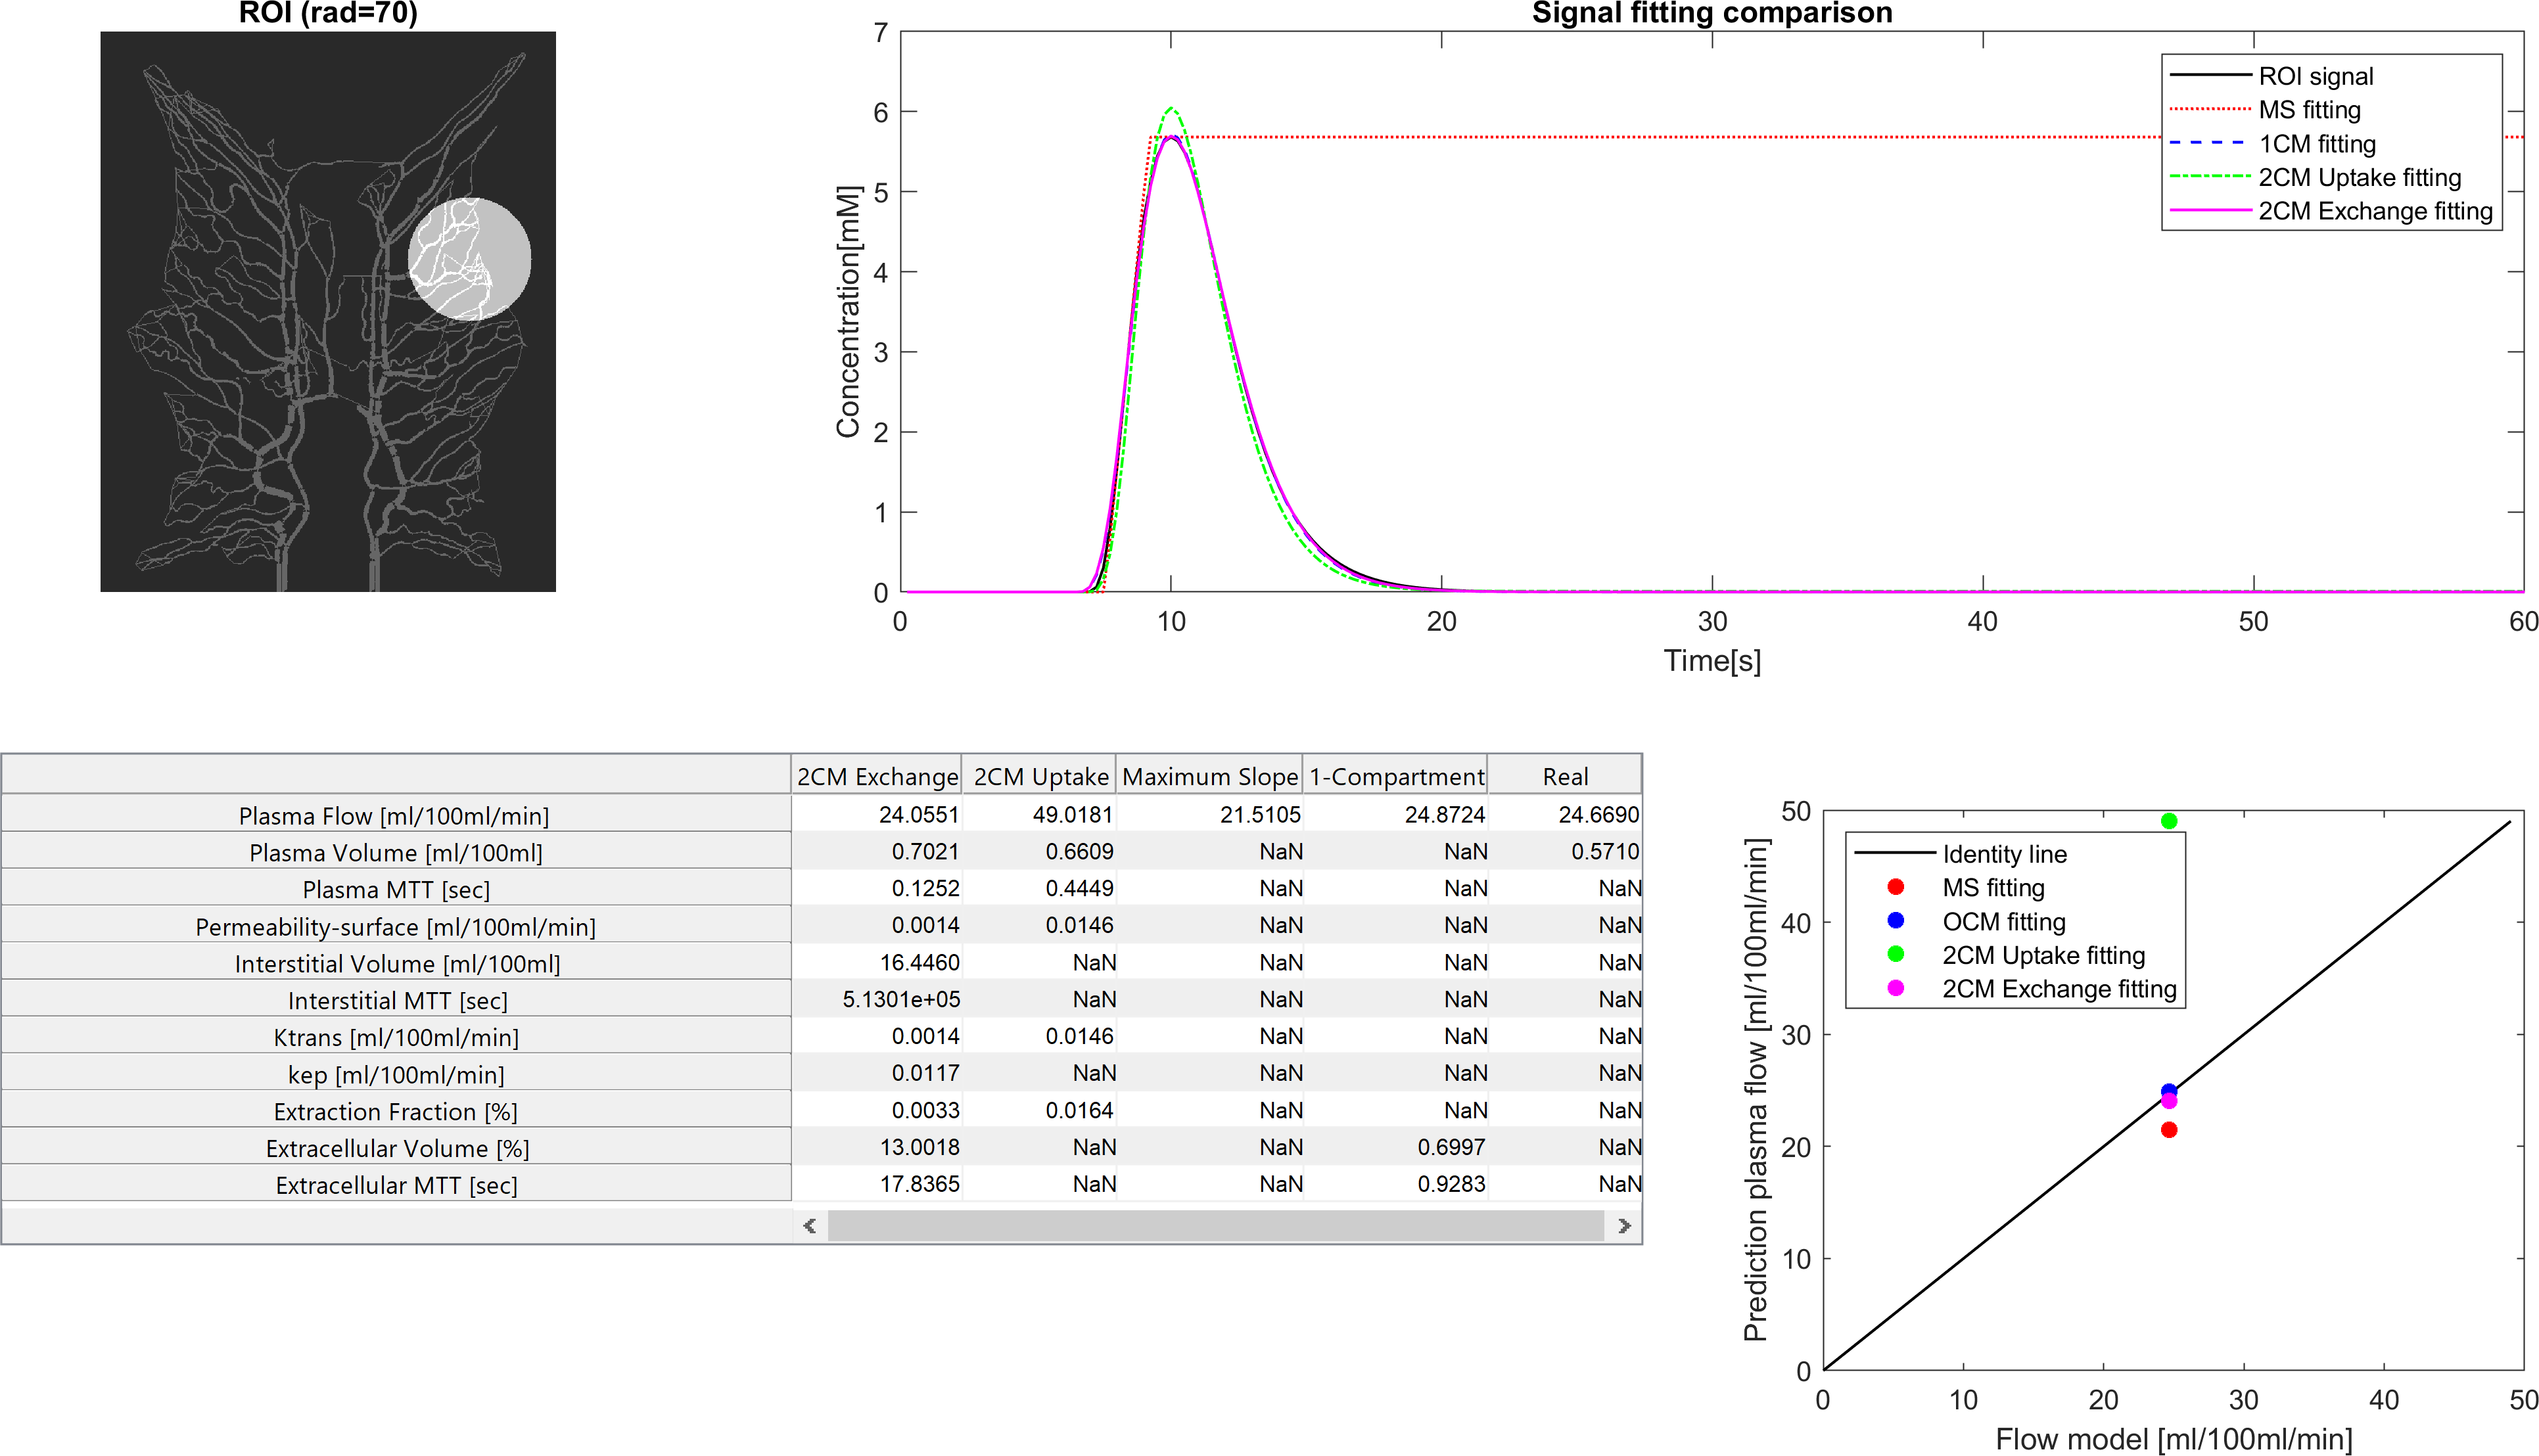 ROI (rad=70)
Signal fitting comparison
7
6
5
4
3
2
1
0
Concentration[mM]
0 10 20 30 40 50 60
Time[s]
ROI signal
MS fitting
1CM fitting
2CM Uptake fitting
2CM Exchange fitting
2CM Exchange 2CM Uptake Maximum Slope 1-Compartment Real
Plasma Flow [ml/100ml/min] 24.0551 49.0181 21.5105 24.8724 24.6690
Plasma Volume [ml/100ml] 0.7021 0.6609 NaN NaN 0.5710
Plasma MTT [sec] 0.1252 0.4449 NaN NaN NaN
Permeability-surface [ml/100ml/min] 0.0014 0.0146 NaN NaN NaN
Interstitial Volume [ml/100ml] 16.4460 NaN NaN NaN NaN
Interstitial MTT [sec] 5.1301e+05 NaN NaN NaN NaN
Ktrans [ml/100ml/min] 0.0014 0.0146 NaN NaN NaN
kep [ml/100ml/min] 0.0117 NaN NaN NaN NaN
Extraction Fraction [%] 0.0033 0.0164 NaN NaN NaN
Extracellular Volume [%] 13.0018 NaN NaN 0.6997 NaN
Extracellular MTT [sec] 17.8365 NaN NaN 0.9283 NaN
50
40
30
20
10
0
Prediction plasma flow [ml/100ml/min]
Identity line
MS fitting
OCM fitting
2CM Uptake fitting
2CM Exchange fitting
0 10 20 30 40 50
Flow model [ml/100ml/min]